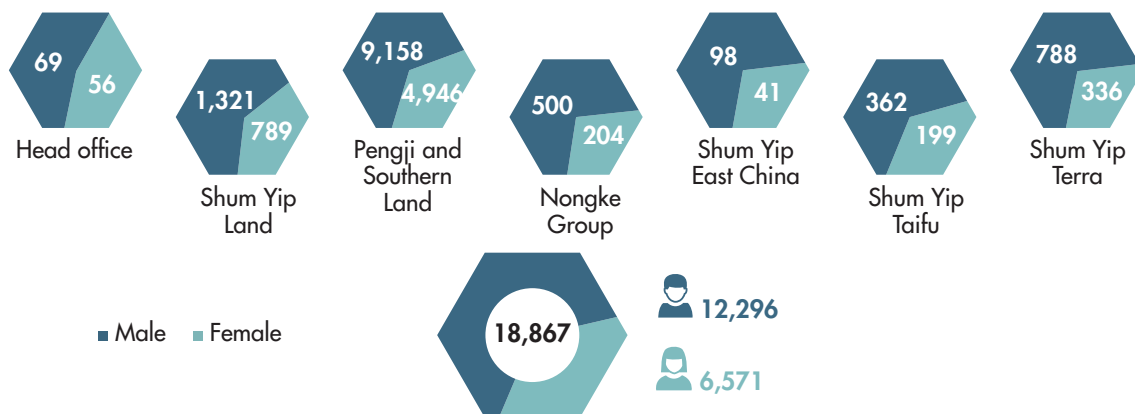 69
56
Head office
1,321
789
Shum Yip
Land
9,158
4,946
Pengji and
Southern
Land
500
204
Nongke
Group
98
41
Shum Yip
East China
362
199
Shum Yip
Taifu
788
336
Shum Yip
Terra
Male
Female
18,867
12,296
6,571